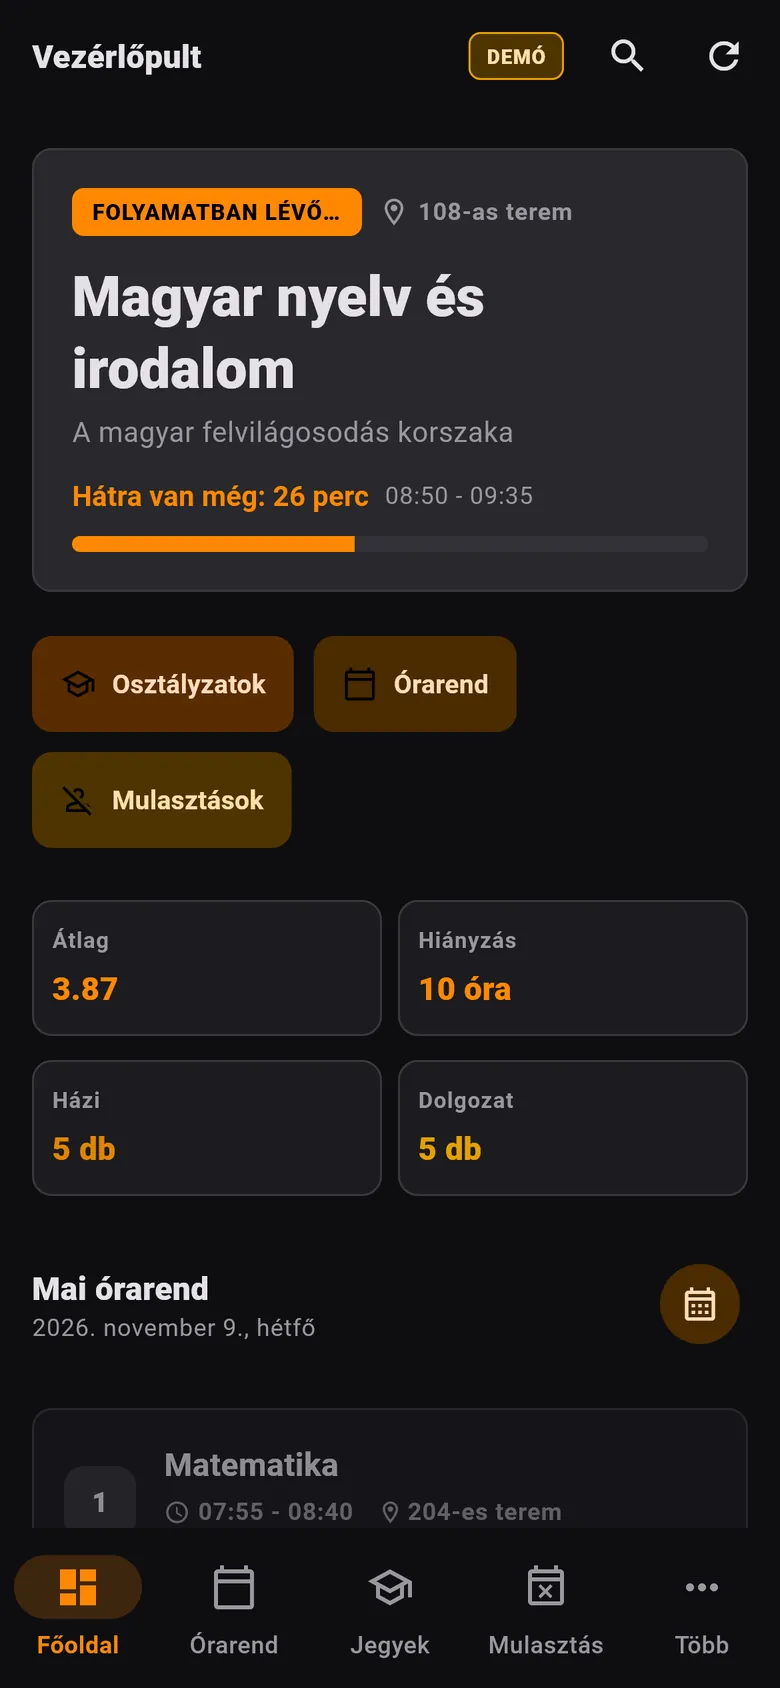 Vezérlőpult
DEMÓ
FOLYAMATBAN LÉVŐ…
108-as terem
Magyar nyelv és
irodalom
A magyar felvilágosodás korszaka
Hátra van még: 26 perc 08:50 - 09:35
Osztályzatok
Órarend
Mulasztások
Átlag
3.87
Hiányzás
10 óra
Házi
5 db
Dolgozat
5 db
Mai órarend
2026. november 9., hétfő
1
Matematika
07:55 - 08:40 204-es terem
Főoldal
Órarend
Jegyek
Mulasztás
Több